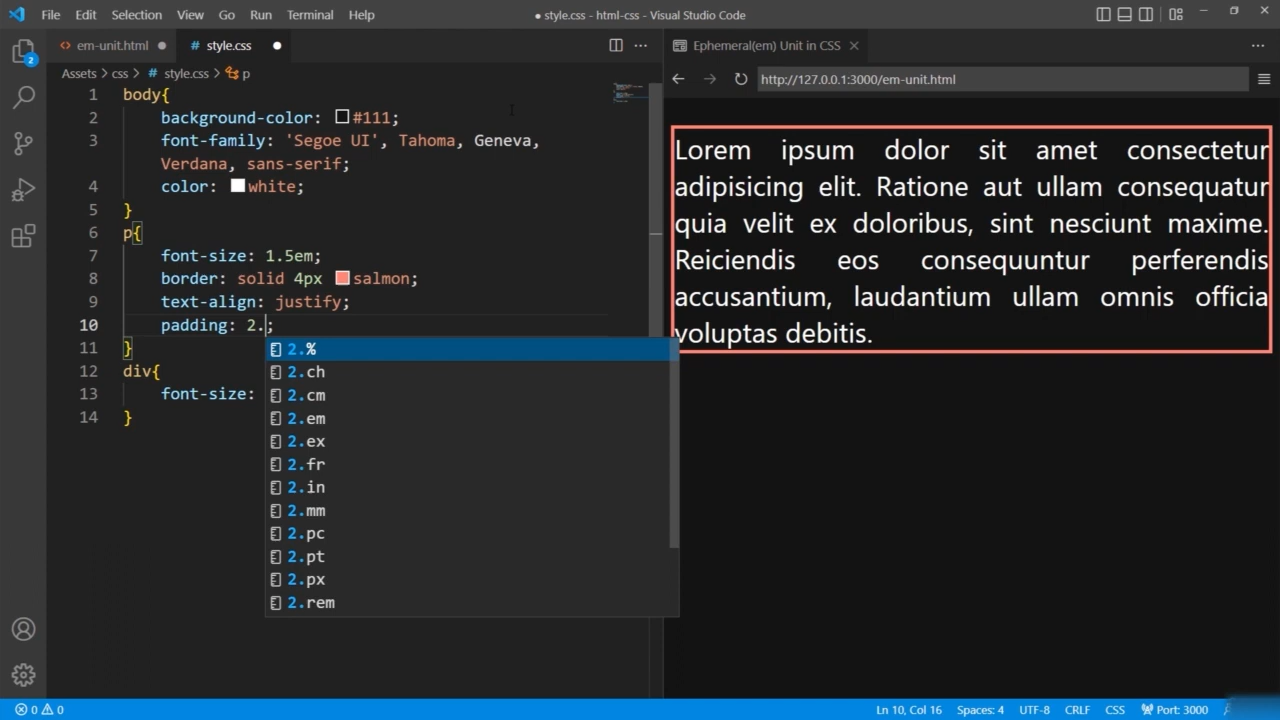 File Edit Selection View Go Run Terminal Help
● style.css - html-css - Visual Studio Code
em-unit.html
# style.css
Ephemeral(em) Unit in CSS
Assets > css > # style.css > p
http://127.0.0.1:3000/em-unit.html
2
1 body{
2 background-color: #111;
3 font-family: 'Segoe UI', Tahoma, Geneva,
Verdana, sans-serif;
4 color: white;
5 }
6 p{
7 font-size: 1.5em;
8 border: solid 4px salmon;
9 text-align: justify;
10 padding: 2.;
11 }
12 div{
13 font-size:
14 }
2.%
2.ch
2.cm
2.em
2.ex
2.fr
2.in
2.mm
2.pc
2.pt
2.px
2.rem
Lorem ipsum dolor sit amet consectetur
adipisicing elit. Ratione aut ullam consequatur
quia velit ex doloribus, sint nesciunt maxime.
Reiciendis eos consequuntur perferendis
accusantium, laudantium ullam omnis officia
voluptas debitis.
0 0
Ln 10, Col 16 Spaces: 4 UTF-8 CRLF CSS Port: 3000